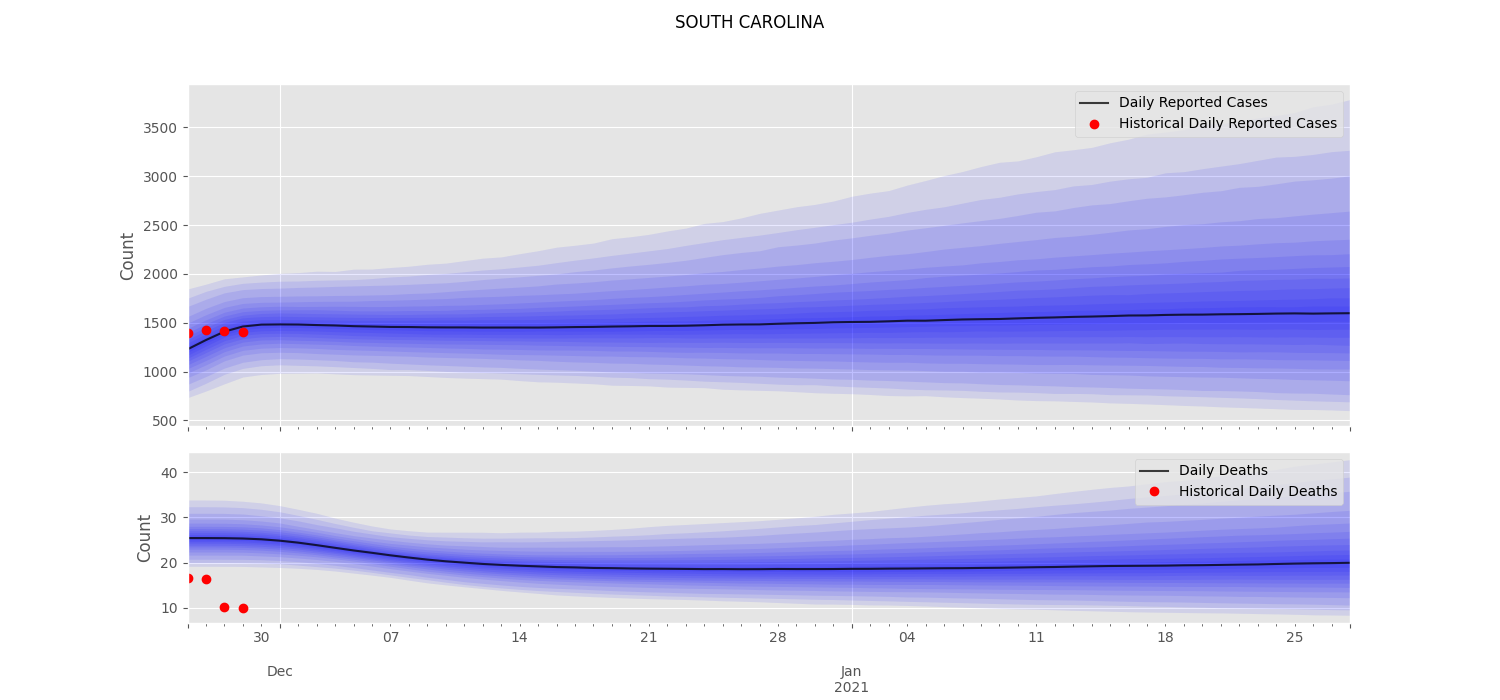 SOUTH CAROLINA
Daily Reported Cases
Historical Daily Reported Cases
Count
3500
3000
2500
2000
1500
1000
500
Daily Deaths
Historical Daily Deaths
Count
40
30
20
10
30 07 14 21 28 04 11 18 25
Dec Jan
2021